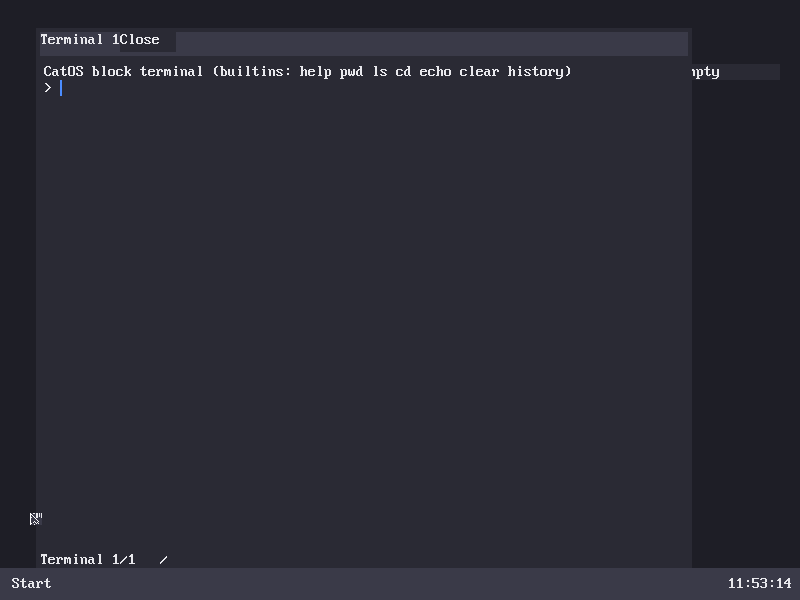 Terminal 1Close
CatOS block terminal (builtins: help pwd ls cd echo clear history)
>
Terminal 1/1 /
Start
11:53:14